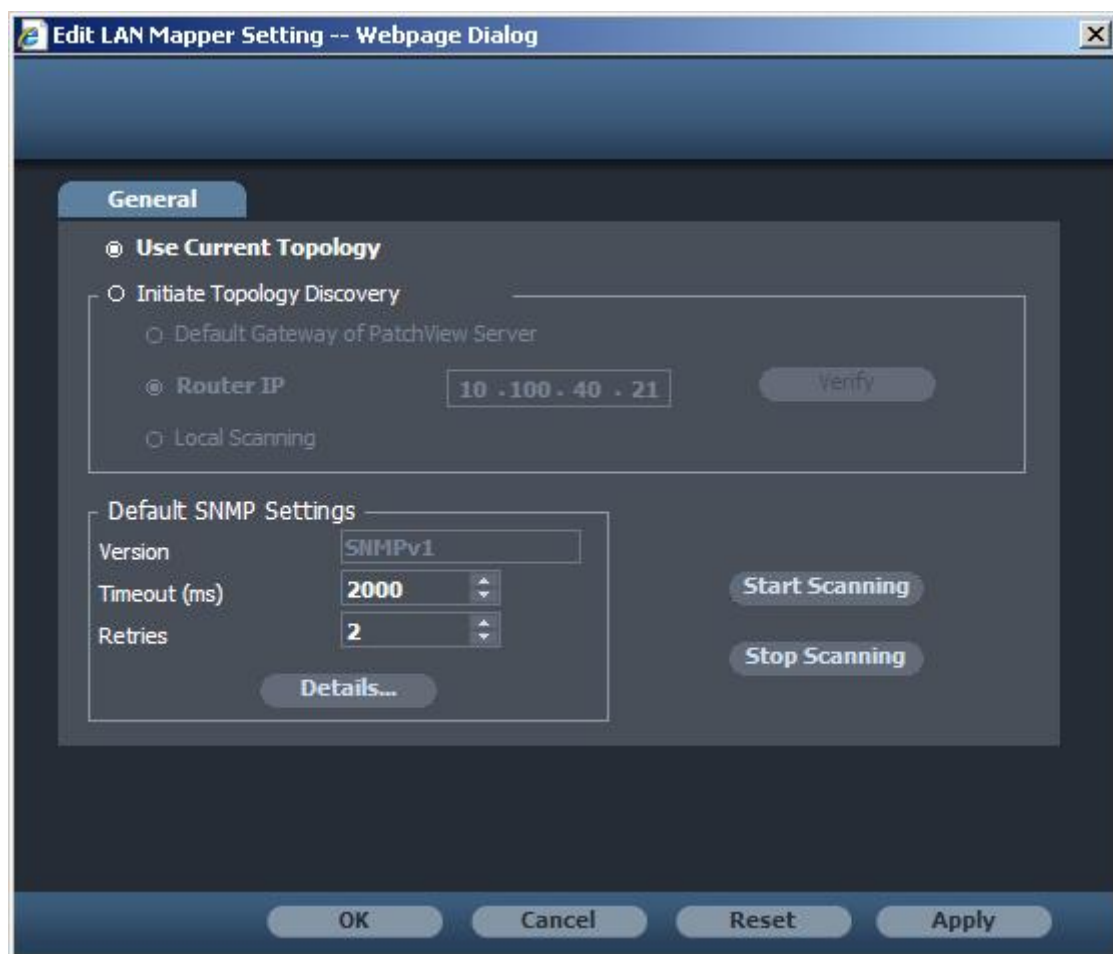 Edit LAN Mapper Setting -- Webpage Dialog
General
Use Current Topology
Initiate Topology Discovery
Default Gateway of PatchView Server
Router IP 10 . 100 . 40 . 21 Verify
Local Scanning
Default SNMP Settings
Version SNMPv1
Timeout (ms) 2000
Retries 2
Details...
Start Scanning
Stop Scanning
OK Cancel Reset Apply